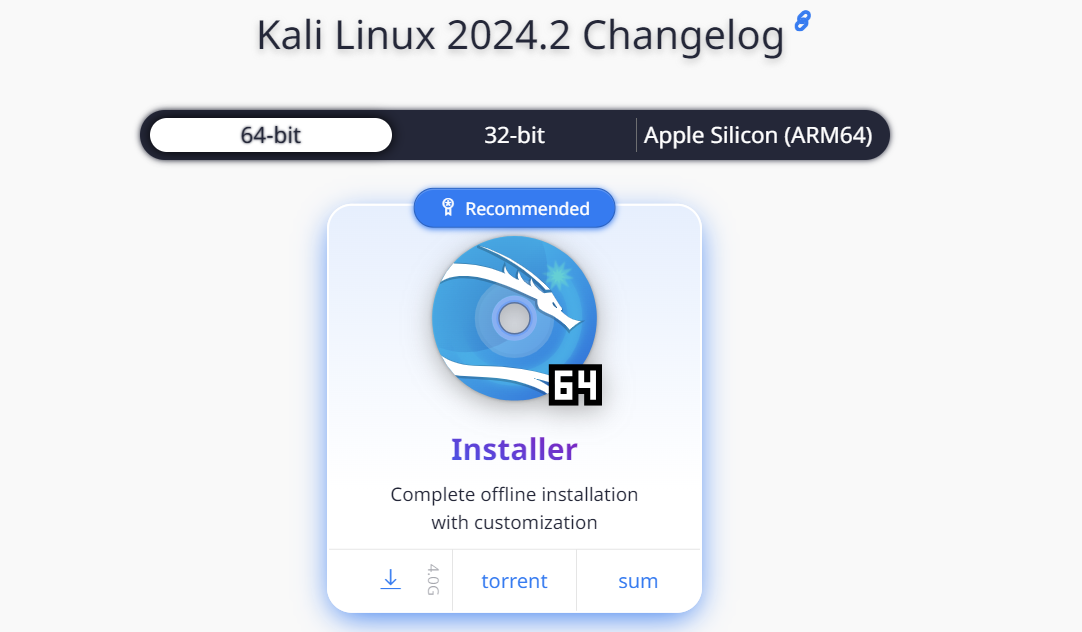 Kali Linux 2024.2 Changelog
64-bit
32-bit
Apple Silicon (ARM64)
Recommended
64
Installer
Complete offline installation
with customization
4.0G
torrent
sum